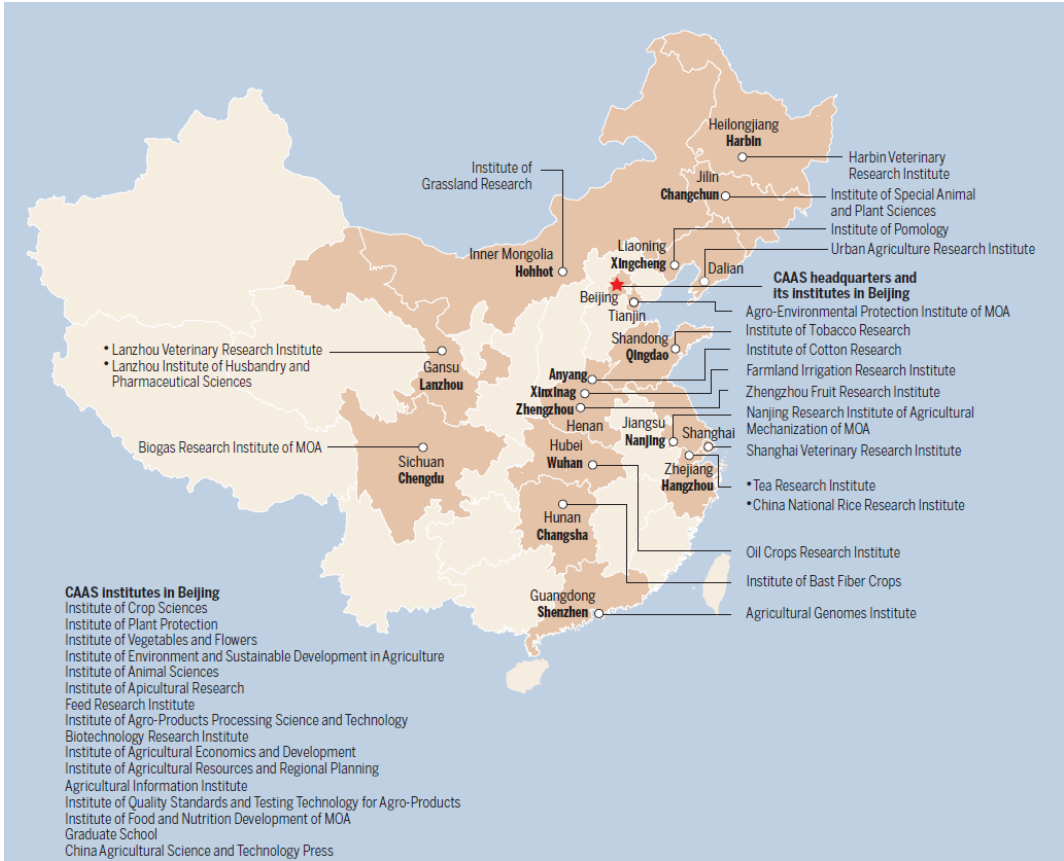 Heilongjiang
Harbin
Harbin Veterinary
Research Institute
Institute of
Grassland Research
Jilin
Changchun
Institute of Special Animal
and Plant Sciences
Institute of Pomology
Liaoning
Xingcheng
Urban Agriculture Research Institute
Inner Mongolia
Hohhot
Dalian
CAAS headquarters and
its institutes in Beijing
Beijing
Tianjin
Agro-Environmental Protection Institute of MOA
Shandong
Qingdao
Institute of Tobacco Research
• Lanzhou Veterinary Research Institute
• Lanzhou Institute of Husbandry and
Pharmaceutical Sciences
Gansu
Lanzhou
Anyang
Institute of Cotton Research
Xinxinag
Farmland Irrigation Research Institute
Zhengzhou
Zhengzhou Fruit Research Institute
Henan
Jiangsu
Nanjing
Nanjing Research Institute of Agricultural
Mechanization of MOA
Shanghai
Shanghai Veterinary Research Institute
Biogas Research Institute of MOA
Sichuan
Chengdu
Hubei
Wuhan
Zhejiang
Hangzhou
• Tea Research Institute
• China National Rice Research Institute
Hunan
Changsha
Oil Crops Research Institute
Institute of Bast Fiber Crops
Guangdong
Shenzhen
Agricultural Genomes Institute
CAAS institutes in Beijing
Institute of Crop Sciences
Institute of Plant Protection
Institute of Vegetables and Flowers
Institute of Environment and Sustainable Development in Agriculture
Institute of Animal Sciences
Institute of Apicultural Research
Feed Research Institute
Institute of Agro-Products Processing Science and Technology
Biotechnology Research Institute
Institute of Agricultural Economics and Development
Institute of Agricultural Resources and Regional Planning
Agricultural Information Institute
Institute of Quality Standards and Testing Technology for Agro-Products
Institute of Food and Nutrition Development of MOA
Graduate School
China Agricultural Science and Technology Press